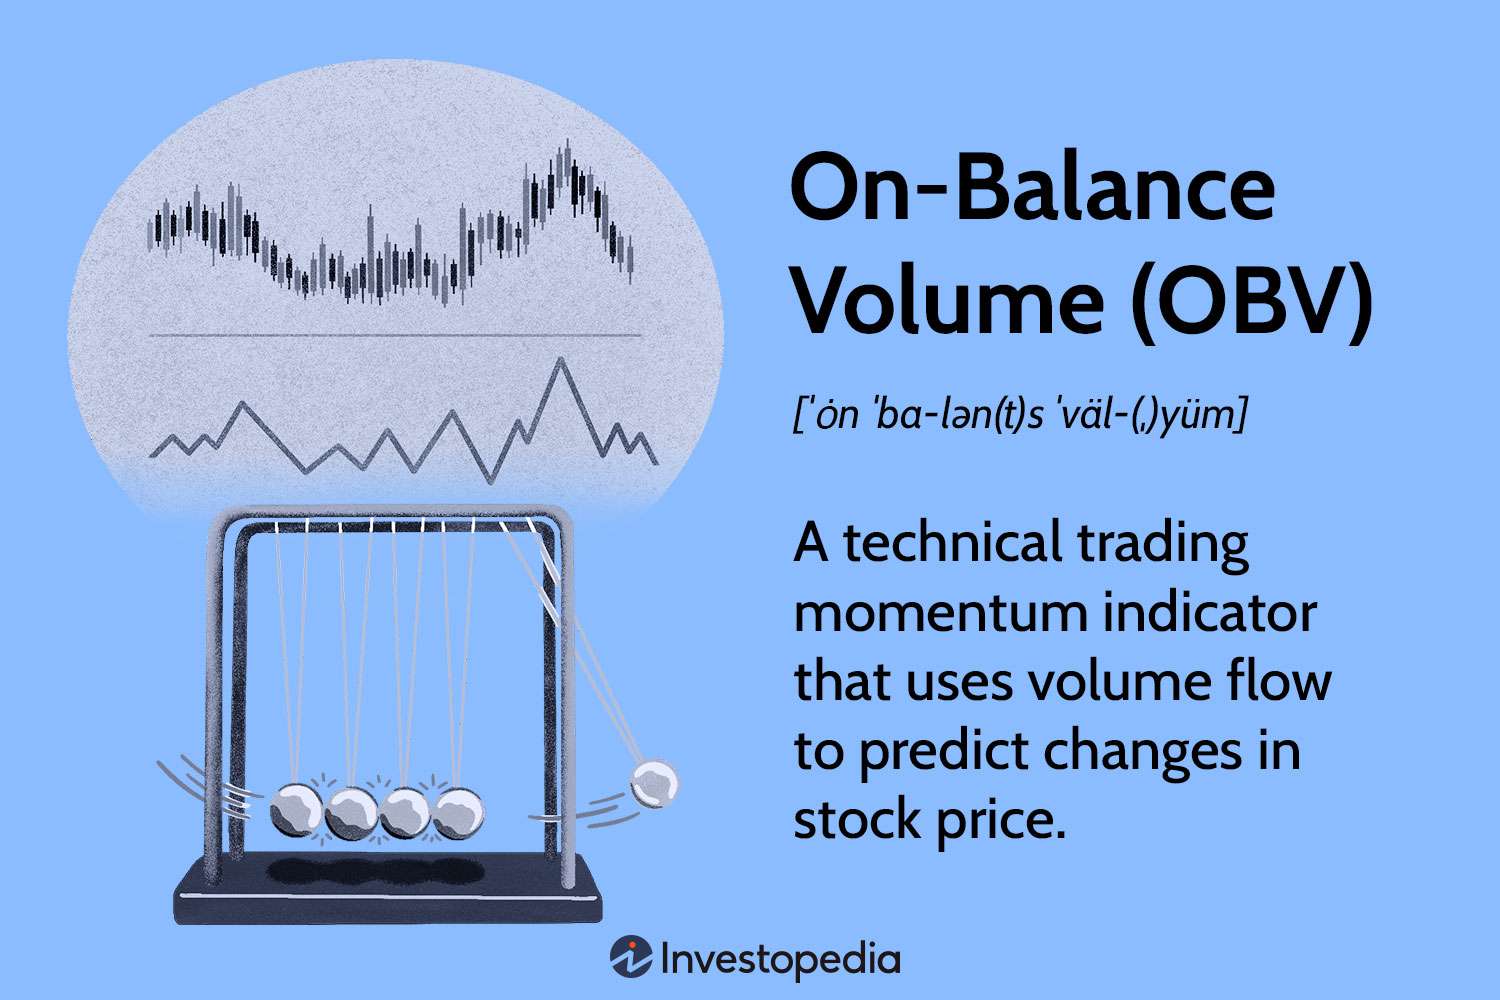 On-Balance
Volume (OBV)
[ˈȯn ˈba-lən(t)s ˈväl-(ˌ)yüm]
A technical trading
momentum indicator
that uses volume flow
to predict changes in
stock price.
Investopedia